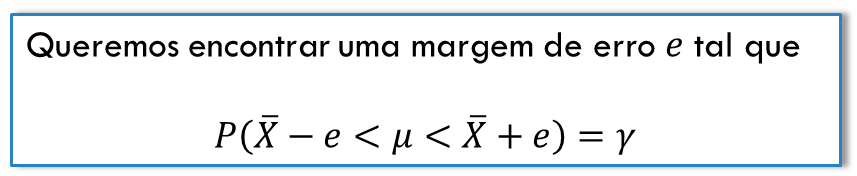 Queremos encontrar uma margem de erro 𝑒 tal que
𝑃(𝑋̄ − 𝑒 < 𝜇 < 𝑋̄ + 𝑒) = 𝛾